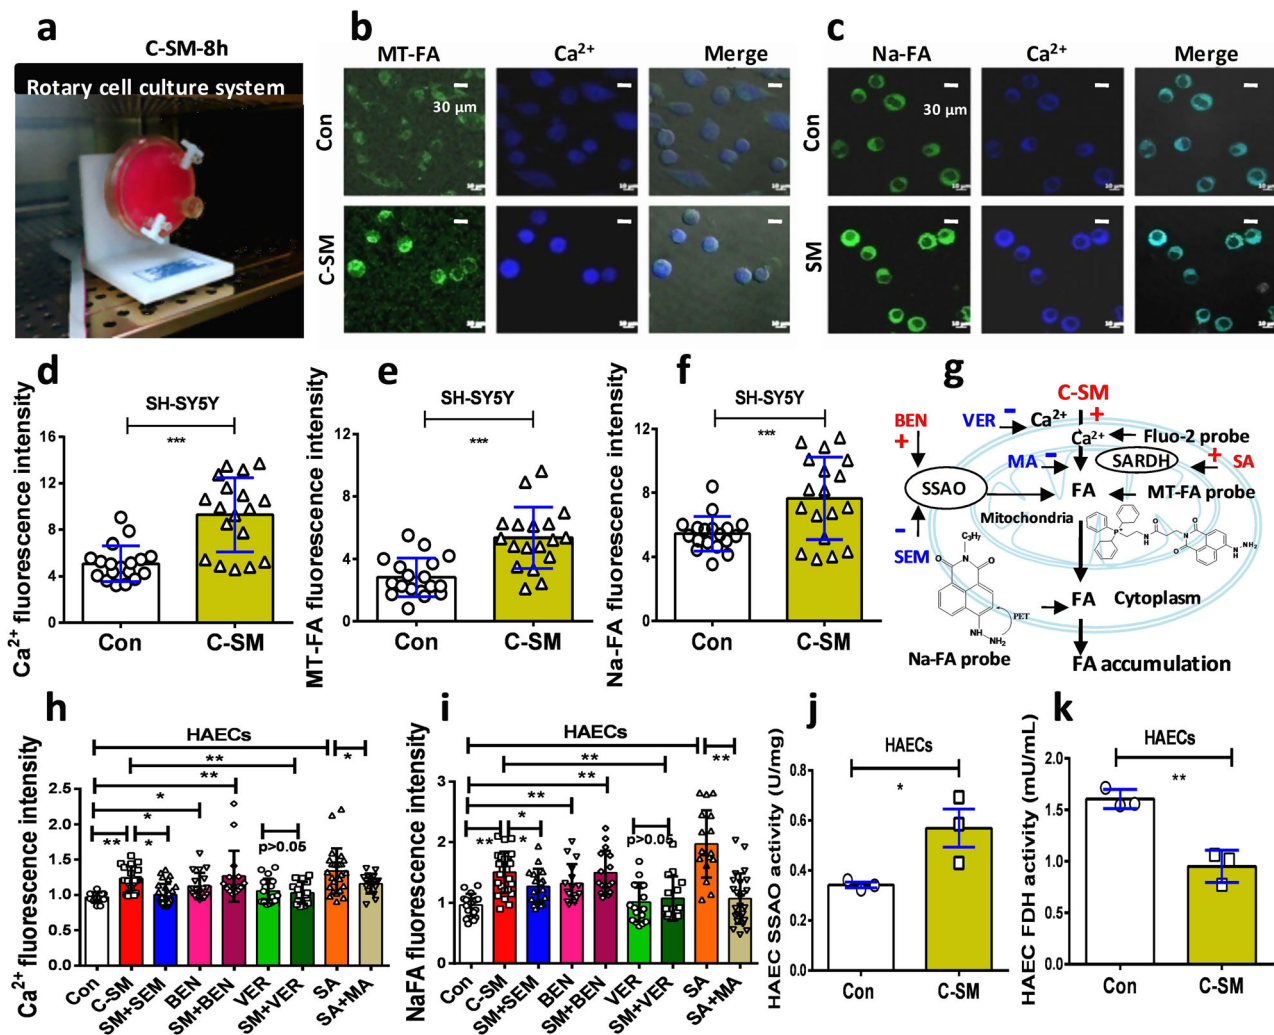 a
C-SM-8h
Rotary cell culture system
b
MT-FA
Ca2+
Merge
Con
30 μm
C-SM
c
Na-FA
Ca2+
Merge
Con
30 μm
SM
d
Ca2+ fluorescence intensity
SH-SY5Y
***
16
12
8
4
0
Con
C-SM
e
MT-FA fluorescence intensity
SH-SY5Y
***
12
8
4
0
Con
C-SM
f
Na-FA fluorescence intensity
SH-SY5Y
***
12
9
6
3
0
Con
C-SM
g
C-SM
+
BEN
+
VER
−
Ca2+
Ca2+
Fluo-2 probe
MA
−
SARDH
+
SA
SSAO
FA
MT-FA probe
Mitochondria
−
SEM
C3H7
N
O
O
NH
NH2
PET
Na-FA probe
FA
Cytoplasm
FA accumulation
h
Ca2+ fluorescence intensity
HAECs
*
**
**
*
*
**
*
p>0.05
2.5
2.0
1.5
1.0
0.5
0.0
Con
C-SM
SM+SEM
BEN
SM+BEN
VER
SM+VER
SA
SA+MA
i
NaFA fluorescence intensity
HAECs
**
**
**
**
*
**
*
p>0.05
3
2
1
0
Con
C-SM
SM+SEM
BEN
SM+BEN
VER
SM+VER
SA
SA+MA
j
HAEC SSAO activity (U/mg)
HAECs
*
0.8
0.6
0.4
0.2
0.0
Con
C-SM
k
HAEC FDH activity (mU/mL)
HAECs
**
2.0
1.5
1.0
0.5
0.0
Con
C-SM